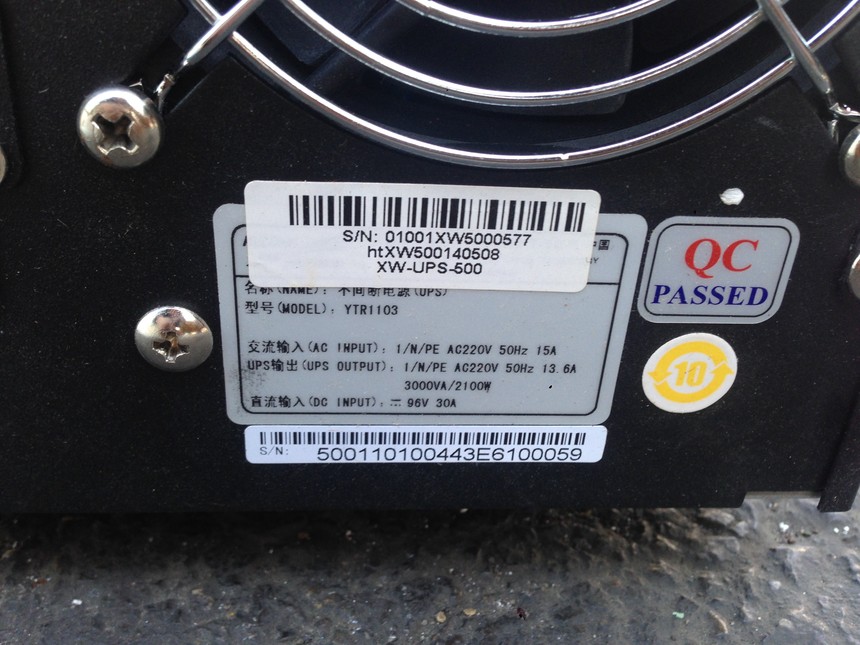 S/N: 01001XW5000577
htXW500140508
XW-UPS-500
中国
名称(NAME): 不间断电源(UPS)
型号(MODEL): YTR1103
交流输入(AC INPUT): 1/N/PE AC220V 50Hz 15A
UPS输出(UPS OUTPUT): 1/N/PE AC220V 50Hz 13.6A
3000VA/2100W
直流输入(DC INPUT): ⎓ 96V 30A
S/N: 500110100443E6100059
QC
PASSED
10